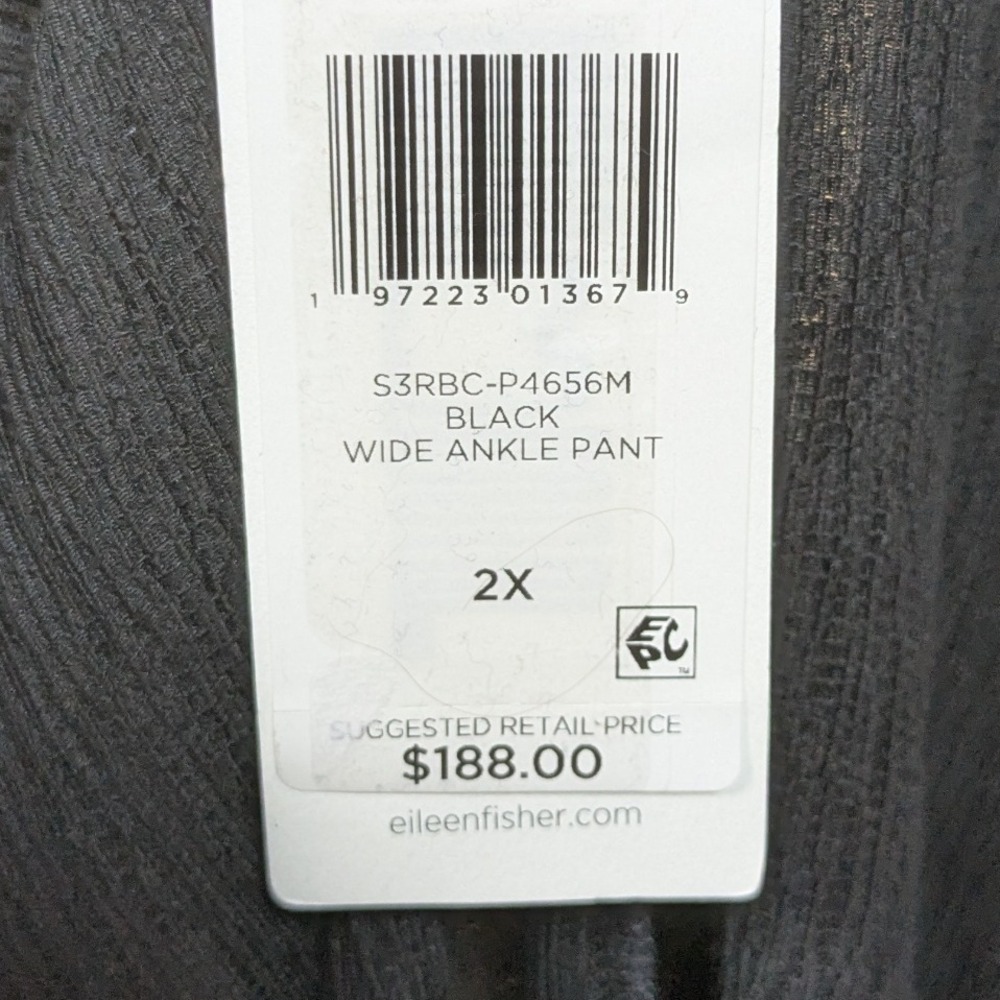 1 97223 01367 9
S3RBC-P4656M
BLACK
WIDE ANKLE PANT
2X
EPC
TM
SUGGESTED RETAIL PRICE
$188.00
eileenfisher.com